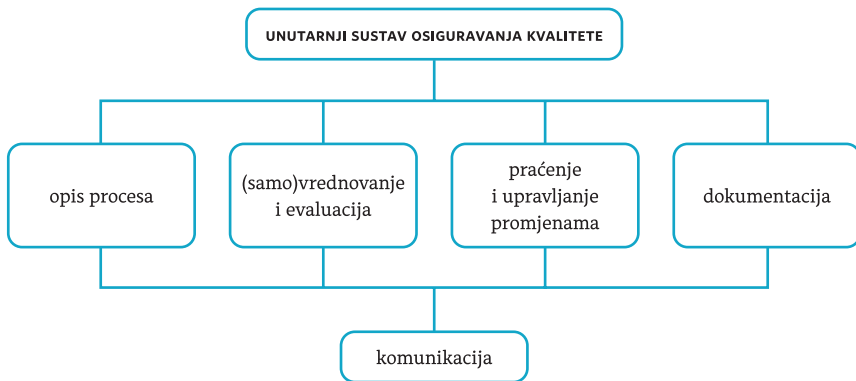 UNUTARNJI SUSTAV OSIGURAVANJA KVALITETE
opis procesa
(samo)vrednovanje
i evaluacija
praćenje
i upravljanje
promjenama
dokumentacija
komunikacija